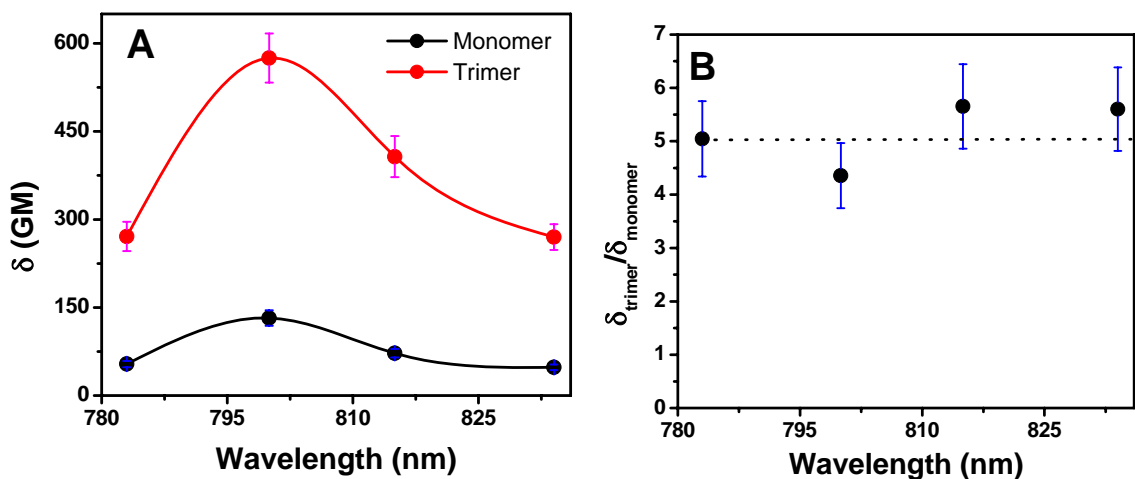 A
Monomer
Trimer
600
450
300
150
0
δ (GM)
780
795
810
825
Wavelength (nm)
B
7
6
5
4
3
2
1
0
δtrimer/δmonomer
780
795
810
825
Wavelength (nm)